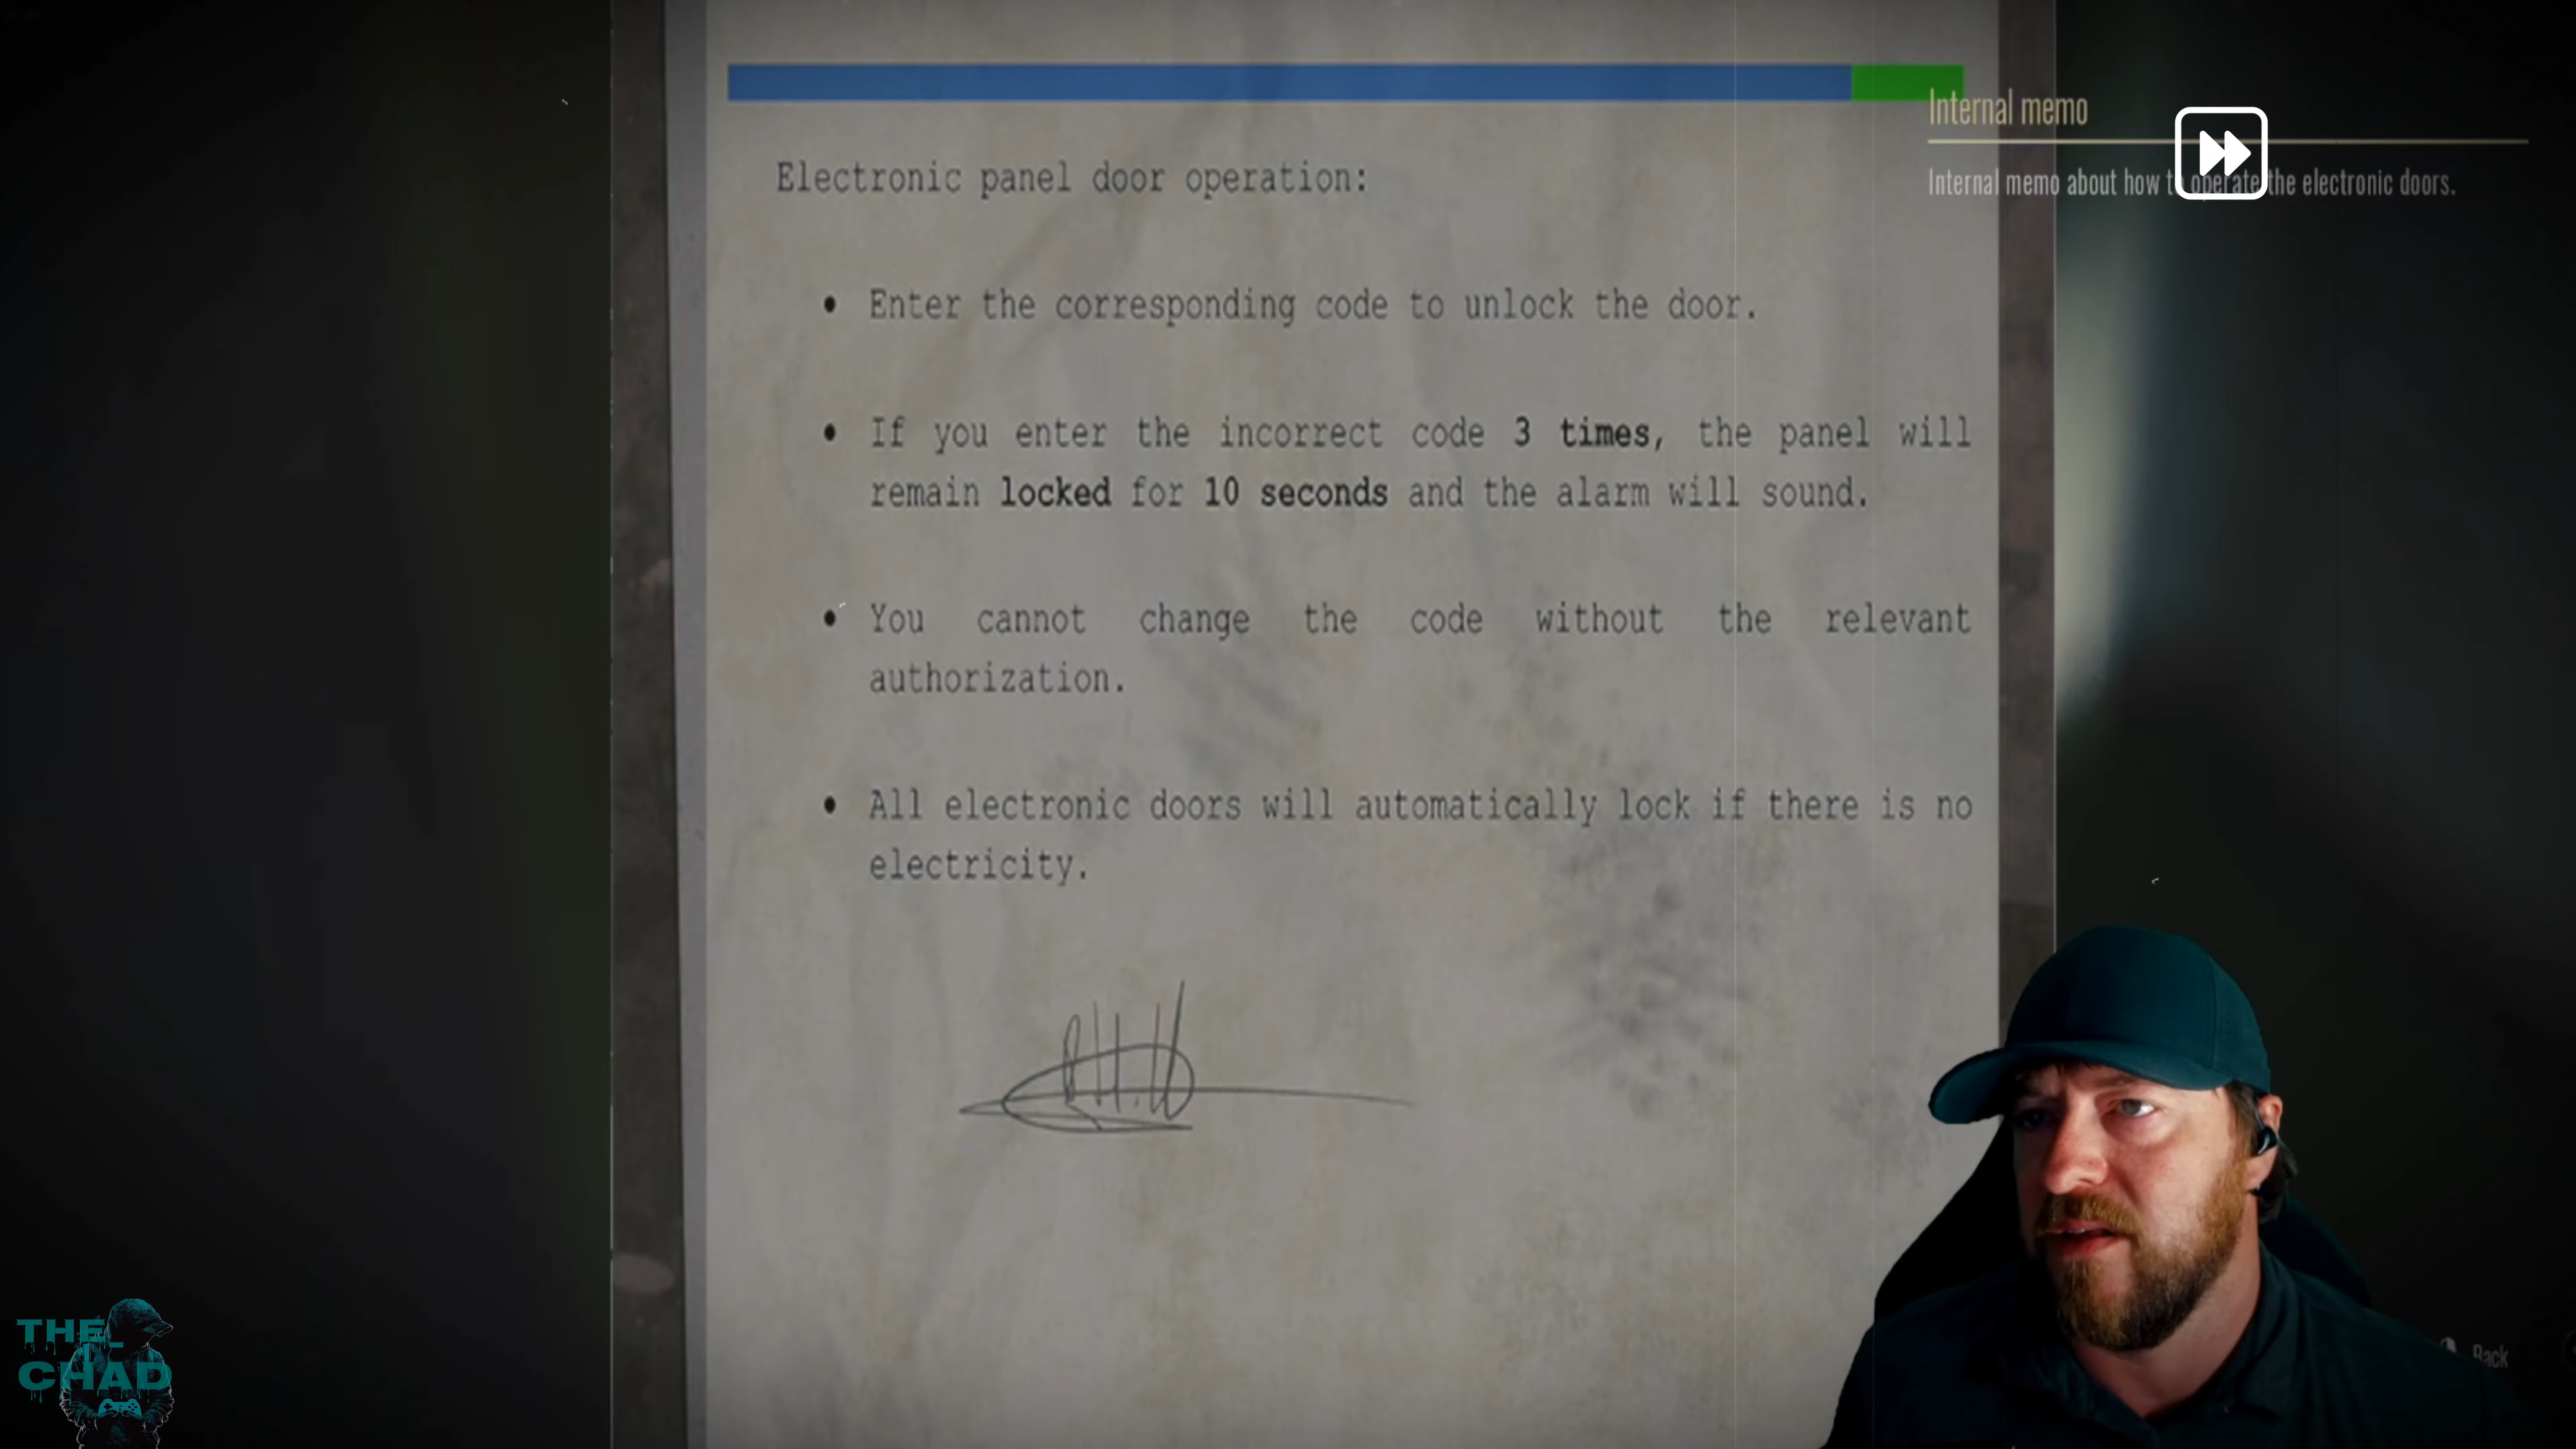 Internal memo
Internal memo about how to operate the electronic doors.
Electronic panel door operation:
• Enter the corresponding code to unlock the door.
• If you enter the incorrect code 3 times, the panel will
remain locked for 10 seconds and the alarm will sound.
• You cannot change the code without the relevant
authorization.
• All electronic doors will automatically lock if there is no
electricity.
THE
CHAD
Back